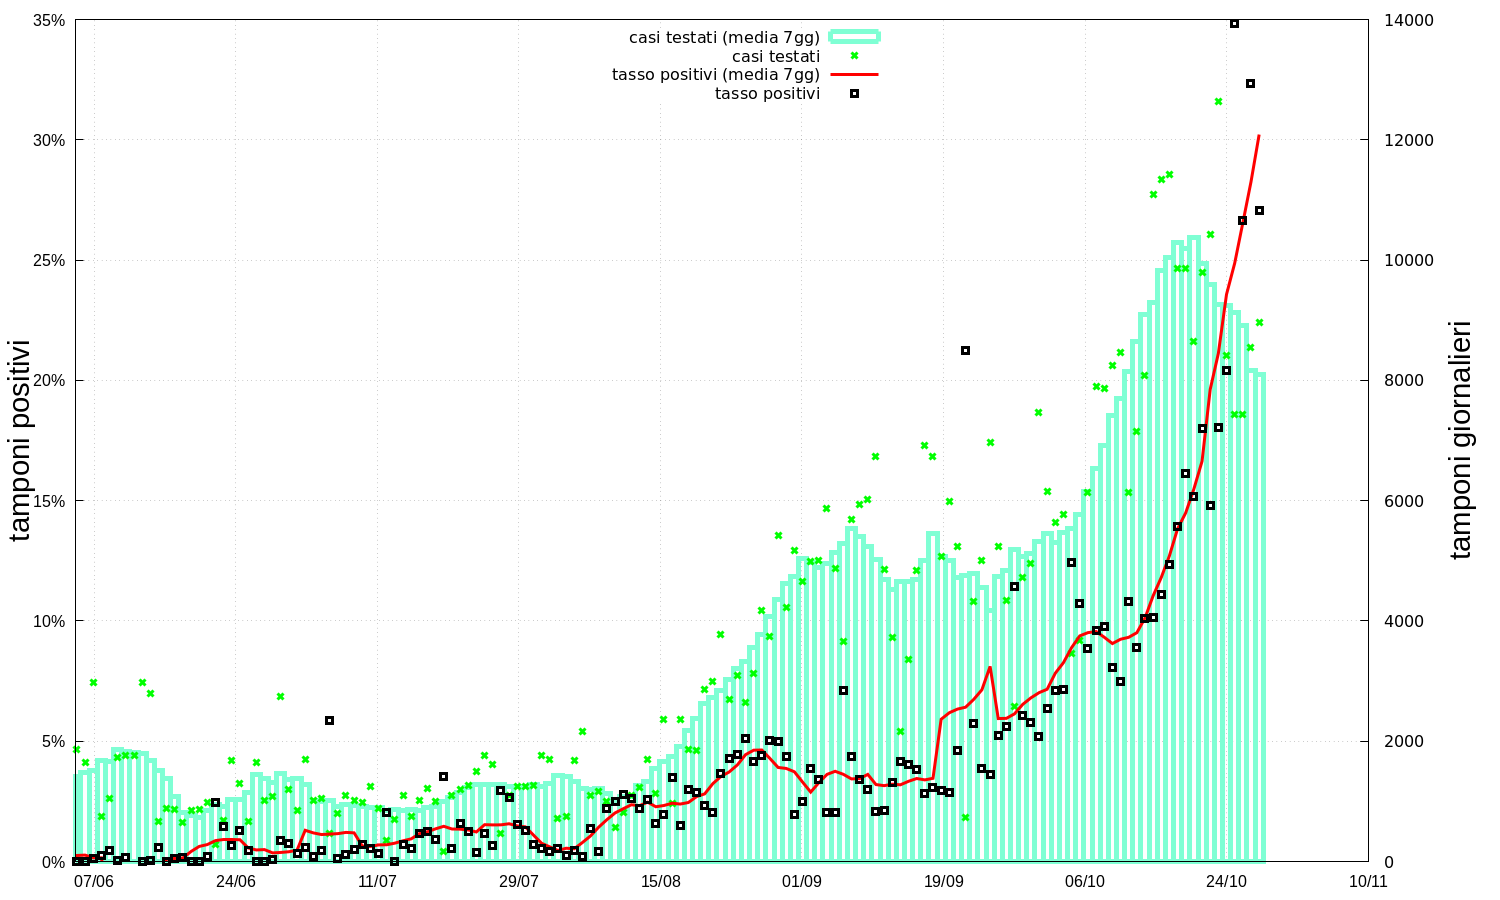 35%
30%
25%
20%
15%
10%
5%
0%
tamponi positivi
casi testati (media 7gg)
casi testati
tasso positivi (media 7gg)
tasso positivi
14000
12000
10000
8000
6000
4000
2000
0
tamponi giornalieri
07/06 24/06 11/07 29/07 15/08 01/09 19/09 06/10 24/10 10/11